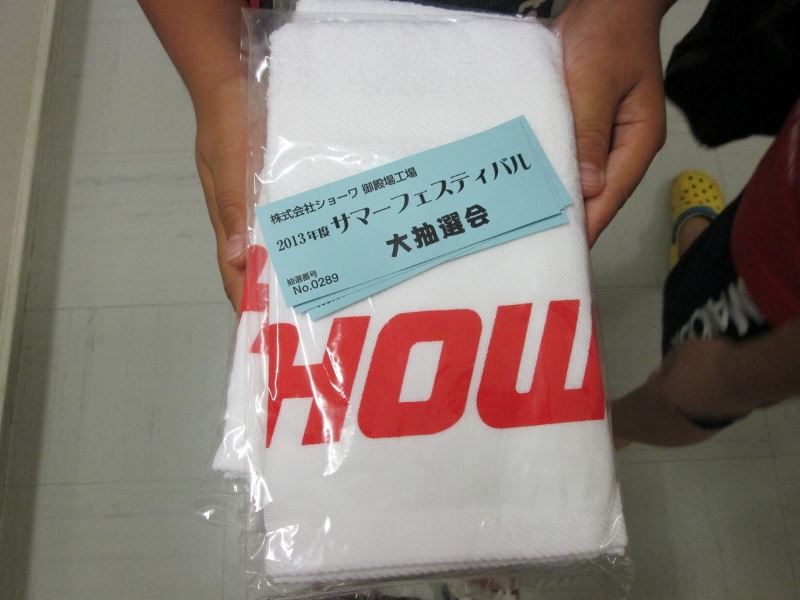 株式会社ショーワ 御殿場工場
2013年度 サマーフェスティバル
大抽選会
抽選番号
No.0289
HOW